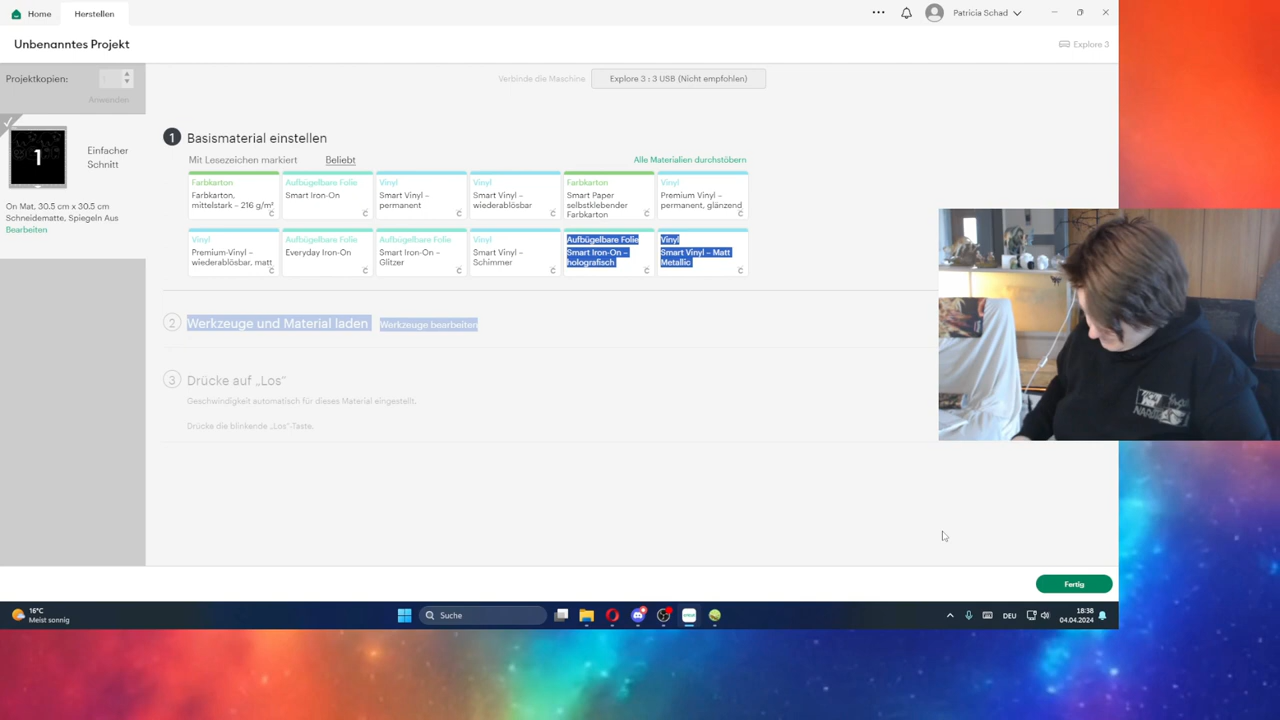 Home
Herstellen
Patricia Schad
Unbenanntes Projekt
Explore 3
Projektkopien:
Anwenden
Verbinde die Maschine
Explore 3 : 3 USB (Nicht empfohlen)
1
Einfacher
Schnitt
On Mat, 30.5 cm x 30.5 cm
Schneidematte, Spiegeln Aus
Bearbeiten
1 Basismaterial einstellen
Mit Lesezeichen markiert
Beliebt
Alle Materialien durchstöbern
Farbkarton
Farbkarton,
mittelstark – 216 g/m²
Aufbügelbare Folie
Smart Iron-On
Vinyl
Smart Vinyl –
permanent
Vinyl
Smart Vinyl –
wiederablösbar
Farbkarton
Smart Paper
selbstklebender
Farbkarton
Vinyl
Premium Vinyl –
permanent, glänzend
Vinyl
Premium-Vinyl –
wiederablösbar, matt
Aufbügelbare Folie
Everyday Iron-On
Aufbügelbare Folie
Smart Iron-On –
Glitzer
Vinyl
Smart Vinyl –
Schimmer
Aufbügelbare Folie
Smart Iron-On –
holografisch
Vinyl
Smart Vinyl – Matt
Metallic
2 Werkzeuge und Material laden Werkzeuge bearbeiten
3 Drücke auf „Los“
Geschwindigkeit automatisch für dieses Material eingestellt.
Drücke die blinkende „Los“-Taste.
Fertig
16°C
Meist sonnig
Suche
DEU
18:38
04.04.2024